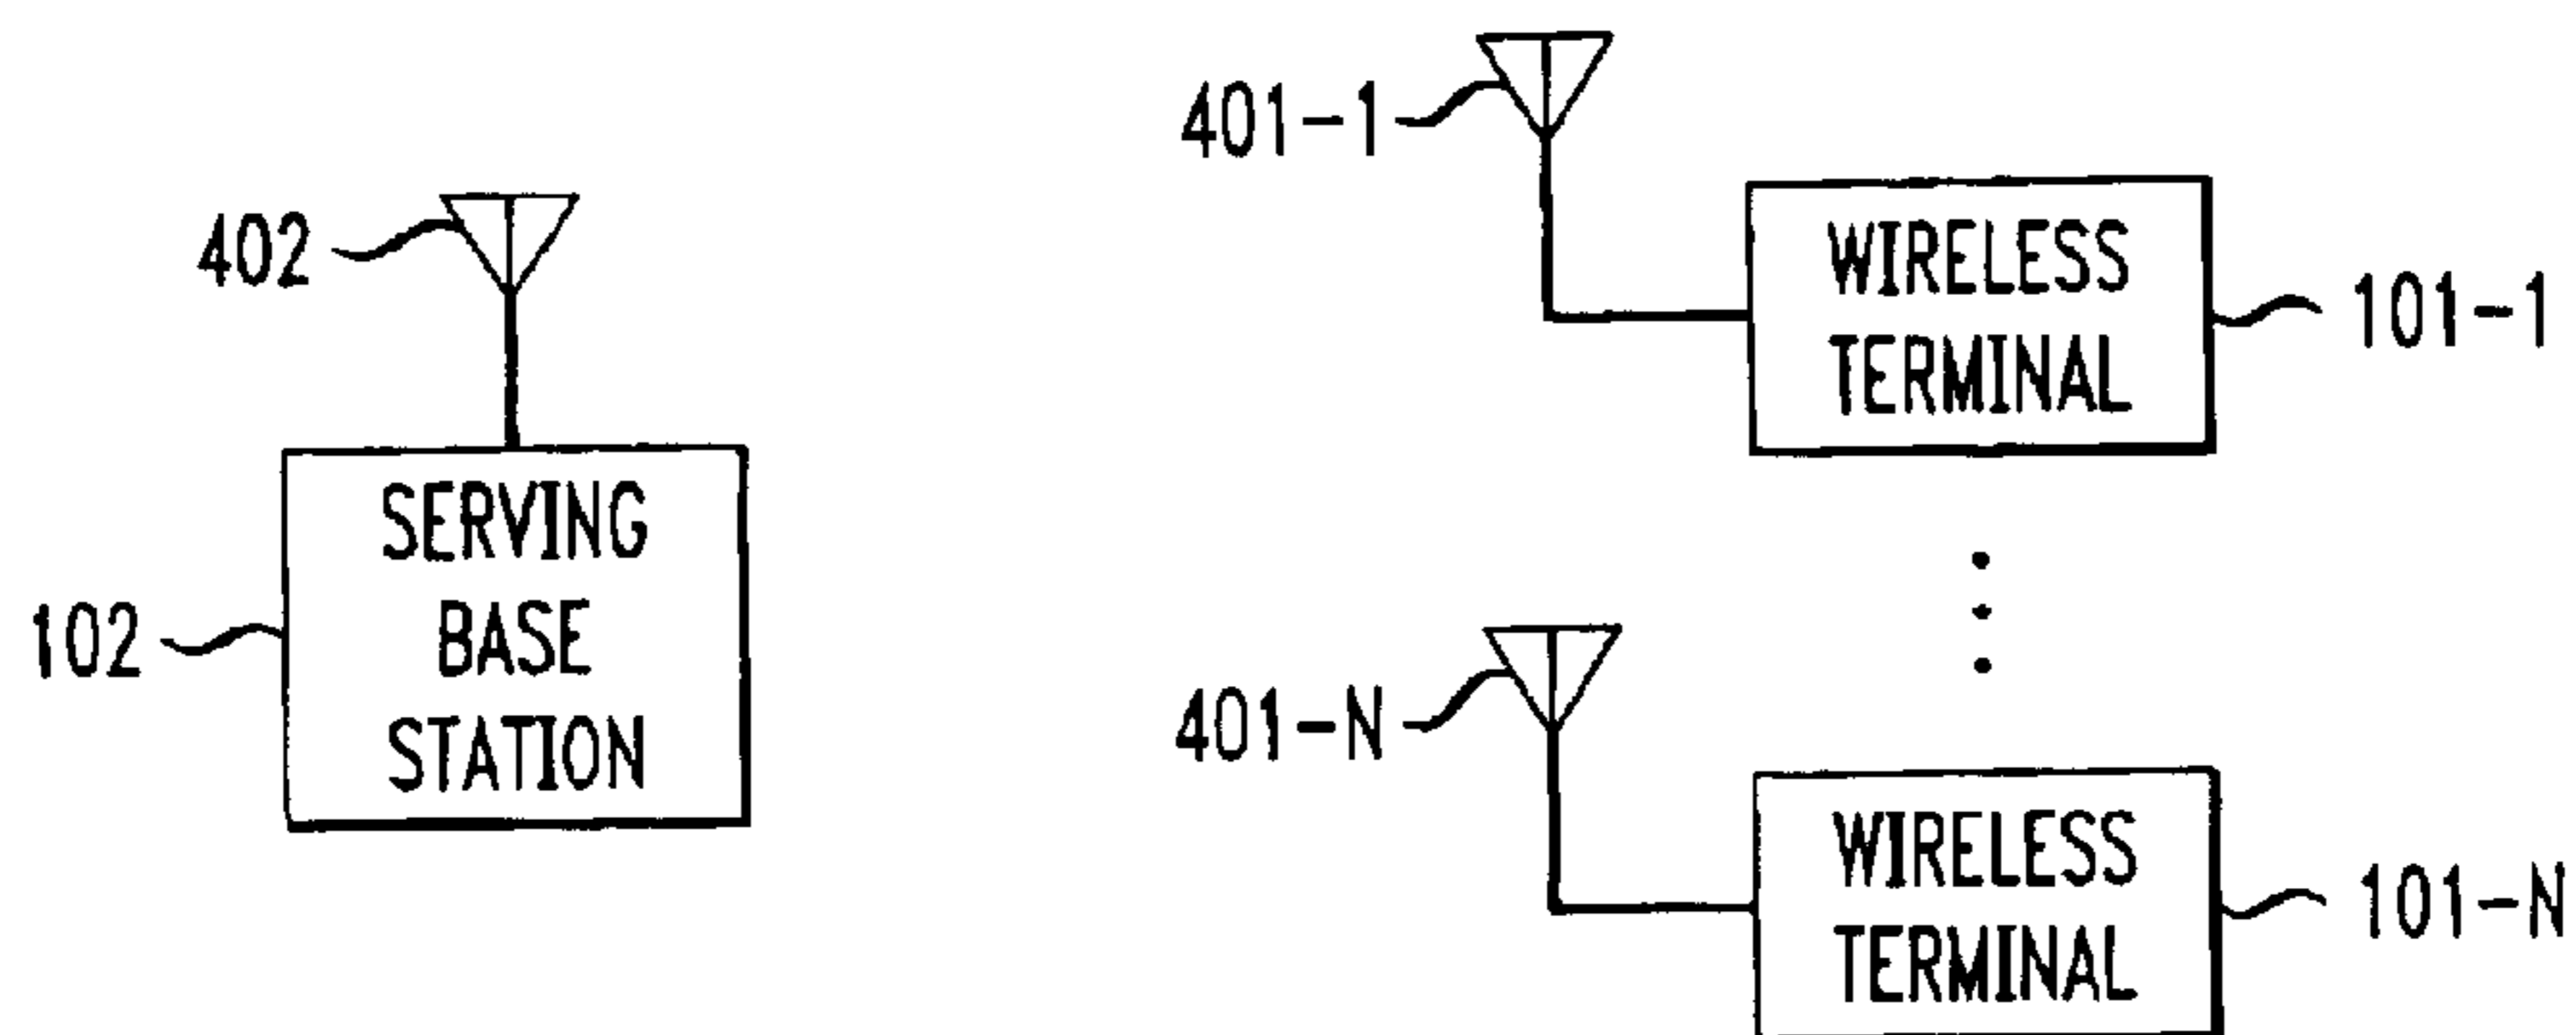 402
SERVING
BASE
STATION
102
401-1
WIRELESS
TERMINAL
101-1
401-N
WIRELESS
TERMINAL
101-N